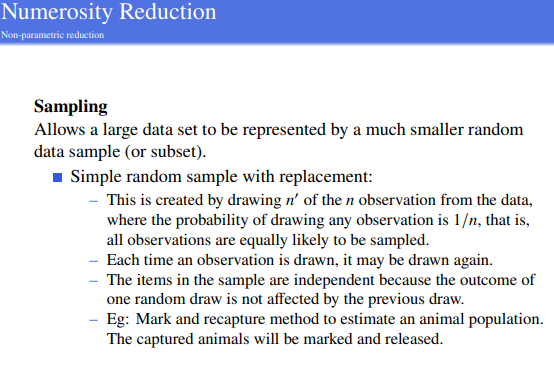 Numerosity Reduction
Non-parametric reduction
Sampling
Allows a large data set to be represented by a much smaller random
data sample (or subset).
Simple random sample with replacement:
– This is created by drawing n′ of the n observation from the data,
where the probability of drawing any observation is 1/n, that is,
all observations are equally likely to be sampled.
– Each time an observation is drawn, it may be drawn again.
– The items in the sample are independent because the outcome of
one random draw is not affected by the previous draw.
– Eg: Mark and recapture method to estimate an animal population.
The captured animals will be marked and released.